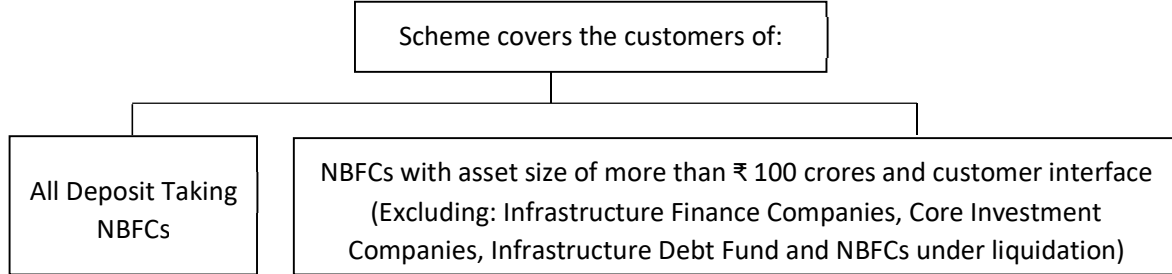 Scheme covers the customers of:
All Deposit Taking
NBFCs
NBFCs with asset size of more than ₹ 100 crores and customer interface
(Excluding: Infrastructure Finance Companies, Core Investment
Companies, Infrastructure Debt Fund and NBFCs under liquidation)